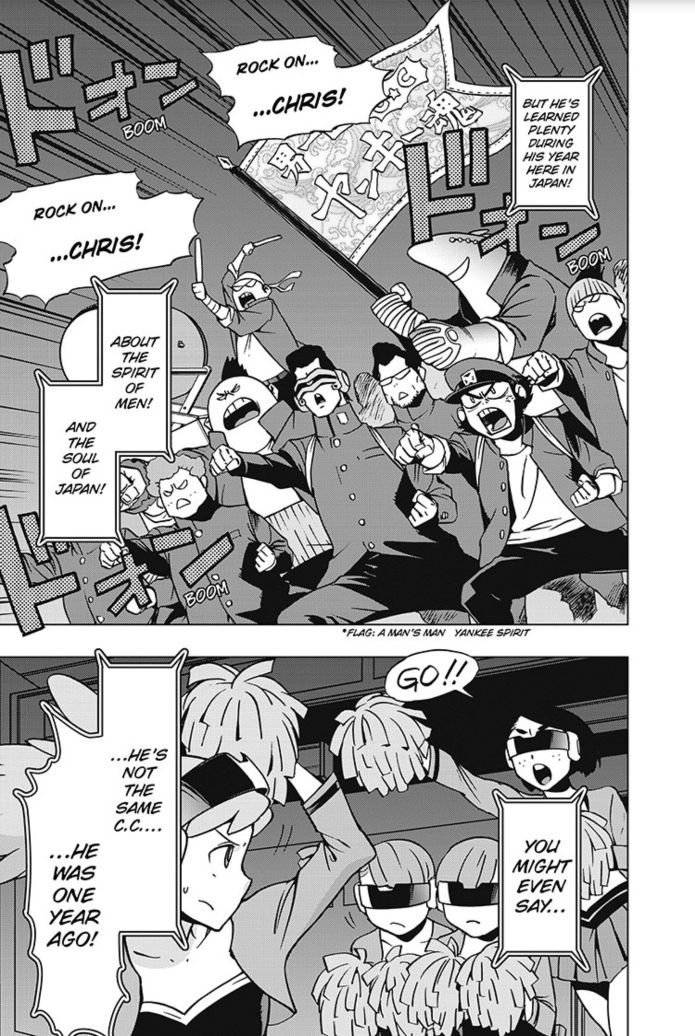 BUT HE'S
LEARNED
PLENTY
DURING
HIS YEAR
HERE IN
JAPAN!
ROCK ON...
...CHRIS!
ドォン
BOOM
ドォン
BOOM
ROCK ON...
...CHRIS!
ABOUT
THE
SPIRIT
OF
MEN!
AND
THE
SOUL
OF
JAPAN!
ドォン
BOOM
*FLAG: A MAN'S MAN YANKEE SPIRIT
GO!!
YOU
MIGHT
EVEN
SAY...
...HE'S
NOT
THE
SAME
C.C....
...HE
WAS
ONE
YEAR
AGO!